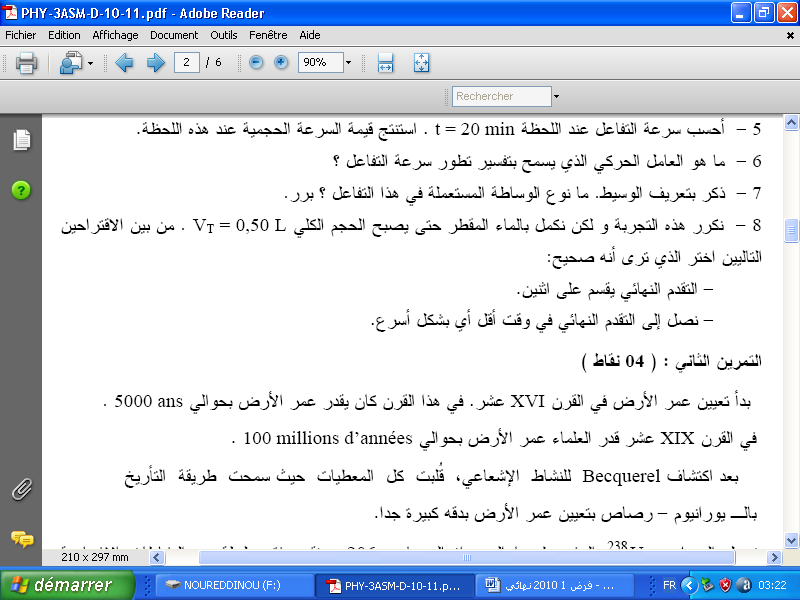 PHY-3ASM-D-10-11.pdf - Adobe Reader
Fichier Edition Affichage Document Outils Fenêtre Aide
2 / 6 90%
Rechercher
5 – أحسب سرعة التفاعل عند اللحظة t = 20 min . استنتج قيمة السرعة الحجمية عند هذه اللحظة.
6 – ما هو العامل الحركي الذي يسمح بتفسير تطور سرعة التفاعل ؟
7 – ذكر بتعريف الوسيط. ما نوع الوساطة المستعملة في هذا التفاعل ؟ برر.
8 – نكرر هذه التجربة و لكن نكمل بالماء المقطر حتى يصبح الحجم الكلي VT = 0,50 L . من بين الاقتراحين
التاليين اختر الذي ترى أنه صحيح:
– التقدم النهائي يقسم على اثنين.
– نصل إلى التقدم النهائي في وقت أقل أي بشكل أسرع.
التمرين الثاني : ( 04 نقاط )
بدأ تعيين عمر الأرض في القرن XVI عشر. في هذا القرن كان يقدر عمر الأرض بحوالي 5000 ans .
في القرن XIX عشر قدر العلماء عمر الأرض بحوالي 100 millions d’années .
بعد اكتشاف Becquerel للنشاط الإشعاعي، قُلبت كل المعطيات حيث سمحت طريقة التأريخ
بالــ يورانيوم – رصاص بتعيين عمر الأرض بدقه كبيرة جدا.
238
210 x 297 mm
démarrer NOUREDDINOU (F:) PHY-3ASM-D-10-11.p... فرض 1 2010 نهائي - ... FR 03:22